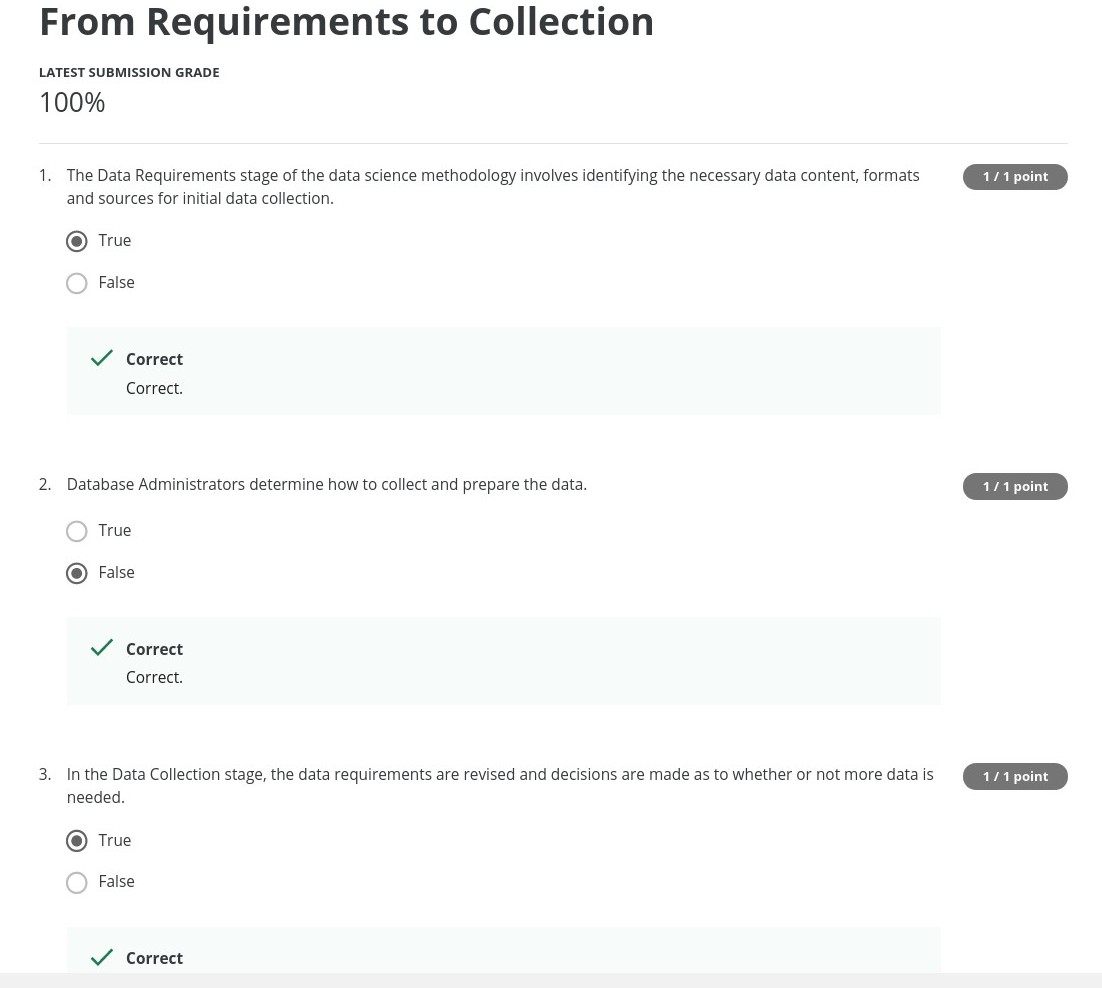 From Requirements to Collection
LATEST SUBMISSION GRADE
100%
1. The Data Requirements stage of the data science methodology involves identifying the necessary data content, formats
and sources for initial data collection.
1 / 1 point
True
False
Correct
Correct.
2. Database Administrators determine how to collect and prepare the data.
1 / 1 point
True
False
Correct
Correct.
3. In the Data Collection stage, the data requirements are revised and decisions are made as to whether or not more data is
needed.
1 / 1 point
True
False
Correct